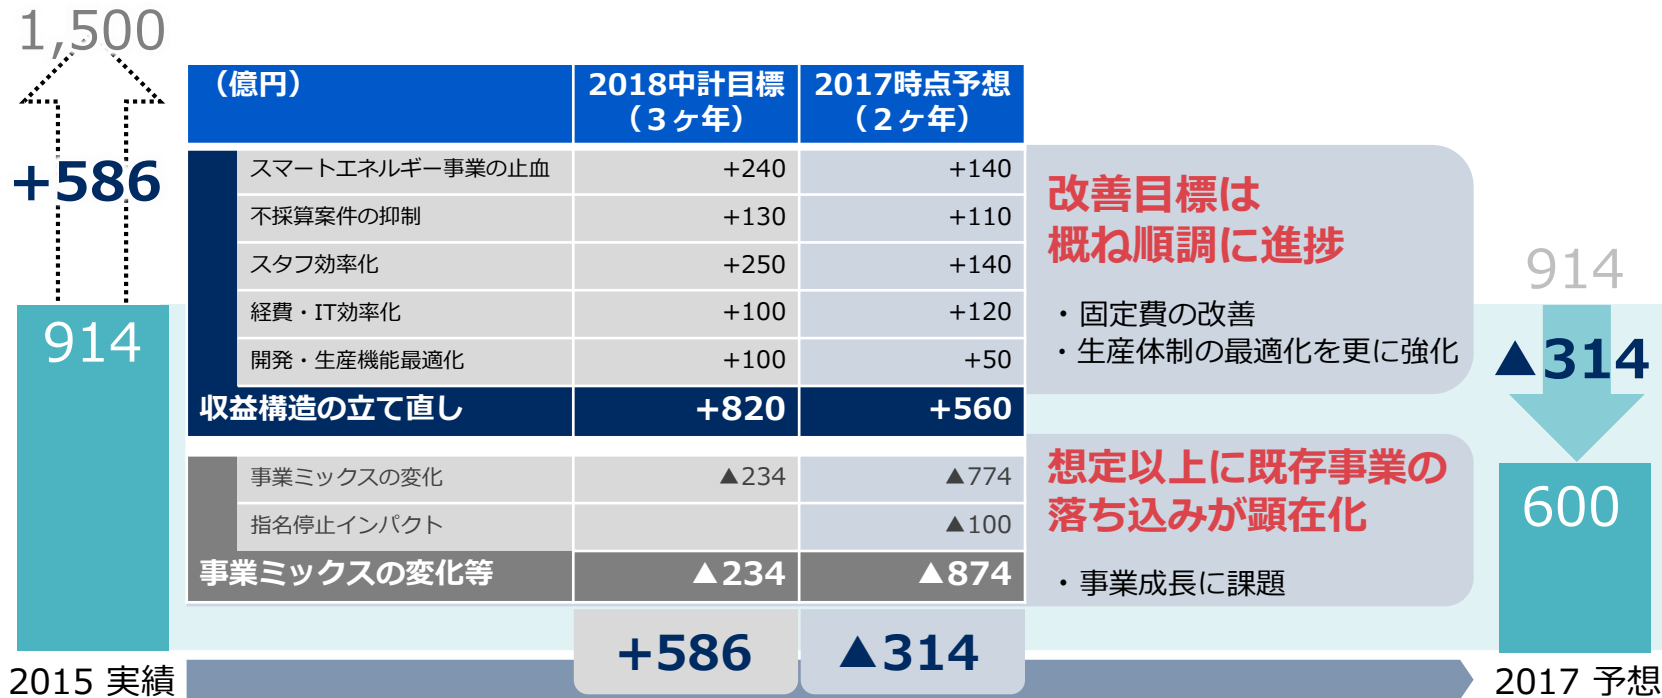 1,500
+586
914
2015 実績
（億円）
2018中計目標
（３ヶ年）
2017時点予想
（２ヶ年）
スマートエネルギー事業の止血 +240 +140
不採算案件の抑制 +130 +110
スタフ効率化 +250 +140
経費・IT効率化 +100 +120
開発・生産機能最適化 +100 +50
収益構造の立て直し +820 +560
事業ミックスの変化 ▲234 ▲774
指名停止インパクト ▲100
事業ミックスの変化等 ▲234 ▲874
+586 ▲314
改善目標は
概ね順調に進捗
・固定費の改善
・生産体制の最適化を更に強化
想定以上に既存事業の
落ち込みが顕在化
・事業成長に課題
914
▲314
600
2017 予想